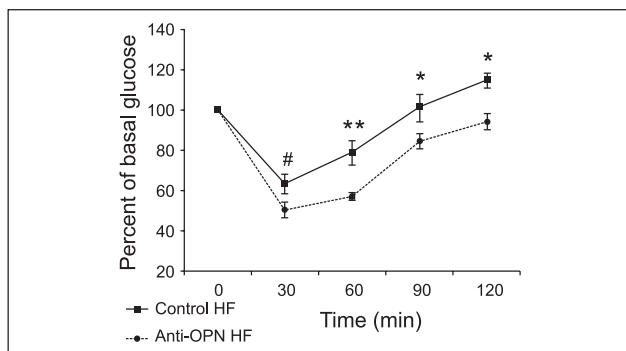 Percent of basal glucose
140
120
100
80
60
40
20
#
**
*
*
0 30 60 90 120
Time (min)
Control HF
Anti-OPN HF